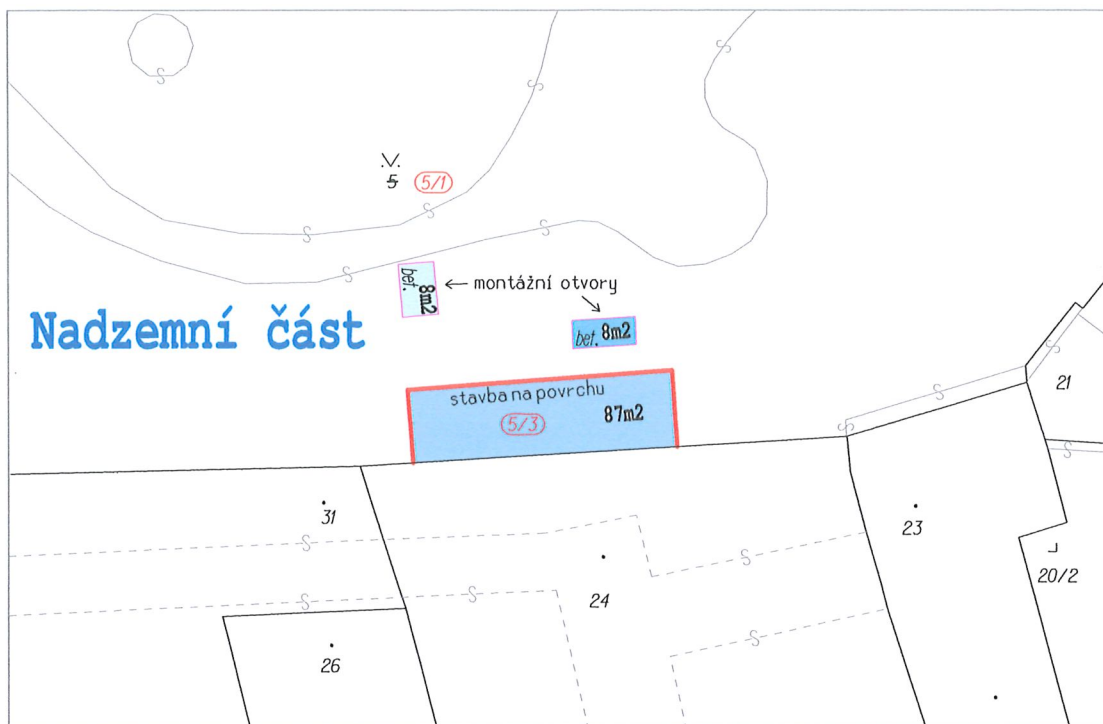 5 5/1
bet. 8m2
montážní otvory
Nadzemní část
bet. 8m2
stavba na povrchu
5/3 87m2
21
31
23
24
20/2
26